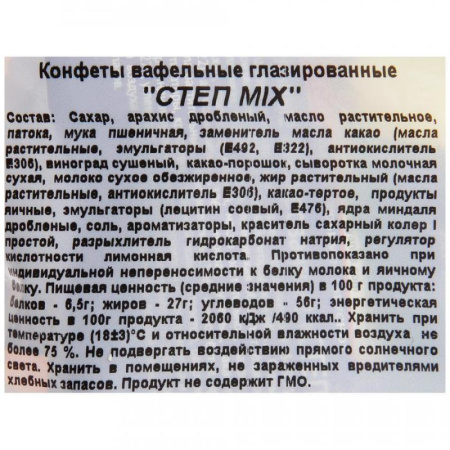 Конфеты вафельные глазированные
"СТЕП MIX"
Состав: Сахар, арахис дробленый, масло растительное,
патока, мука пшеничная, заменитель масла какао (масла
растительные, эмульгаторы (Е492, Е322), антиокислитель
Е306), виноград сушеный, какао-порошок, сыворотка молочная
сухая, молоко сухое обезжиренное, жир растительный (масла
растительные, антиокислитель Е306), какао-тертое, продукты
яичные, эмульгаторы (лецитин соевый, Е476), ядра миндаля
дробленые, соль, ароматизаторы, краситель сахарный колер I
простой, разрыхлитель гидрокарбонат натрия, регулятор
кислотности лимонная кислота. Противопоказано при
индивидуальной непереносимости к белку молока и яичному
белку. Пищевая ценность (средние значения) в 100 г продукта:
белков - 6,5г; жиров - 27г; углеводов - 56г; энергетическая
ценность в 100г продукта - 2060 кДж /490 ккал.. Хранить при
температуре (18±3)°С и относительной влажности воздуха не
более 75 %. Не подвергать воздействию прямого солнечного
света. Хранить в помещениях, не зараженных вредителями
хлебных запасов. Продукт не содержит ГМО.